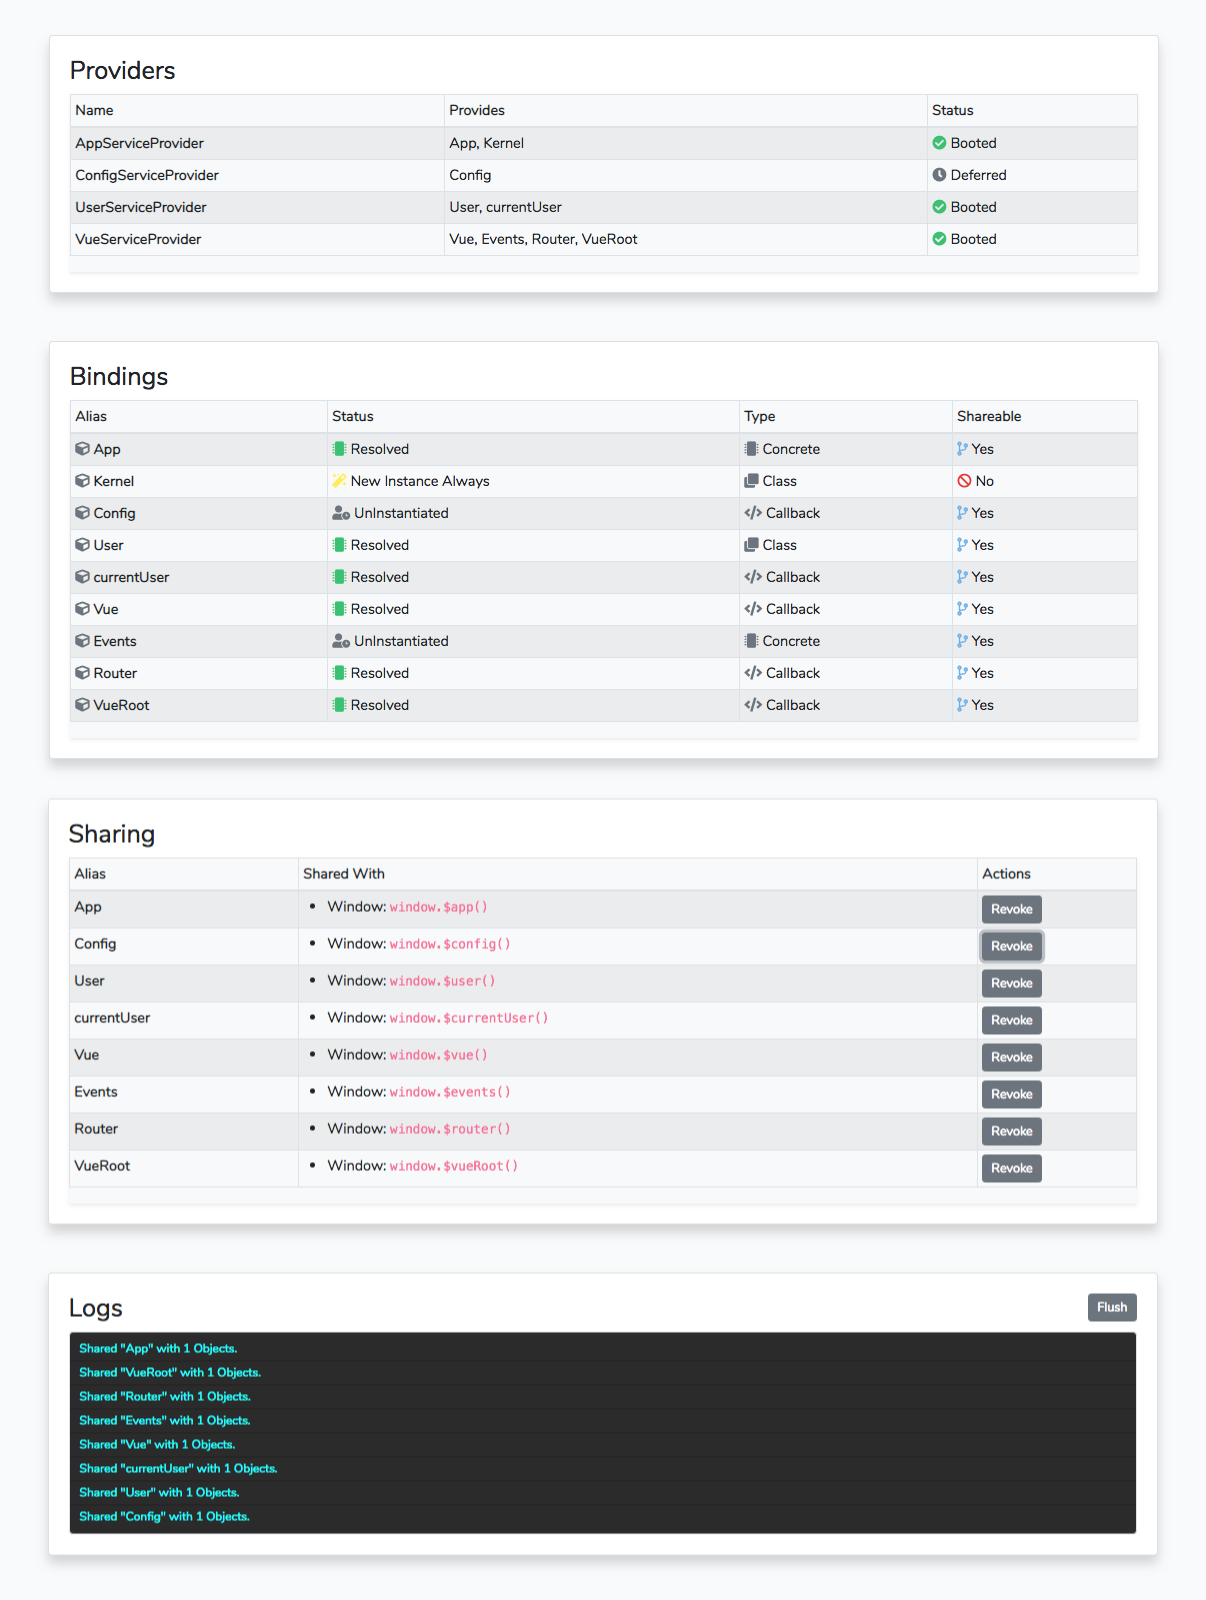 Providers
Name Provides Status
AppServiceProvider App, Kernel Booted
ConfigServiceProvider Config Deferred
UserServiceProvider User, currentUser Booted
VueServiceProvider Vue, Events, Router, VueRoot Booted
Bindings
Alias Status Type Shareable
App Resolved Concrete Yes
Kernel New Instance Always Class No
Config UnInstantiated Callback Yes
User Resolved Class Yes
currentUser Resolved Callback Yes
Vue Resolved Callback Yes
Events UnInstantiated Concrete Yes
Router Resolved Callback Yes
VueRoot Resolved Callback Yes
Sharing
Alias Shared With Actions
App • Window: window.$app() Revoke
Config • Window: window.$config() Revoke
User • Window: window.$user() Revoke
currentUser • Window: window.$currentUser() Revoke
Vue • Window: window.$vue() Revoke
Events • Window: window.$events() Revoke
Router • Window: window.$router() Revoke
VueRoot • Window: window.$vueRoot() Revoke
Logs Flush
Shared "App" with 1 Objects.
Shared "VueRoot" with 1 Objects.
Shared "Router" with 1 Objects.
Shared "Events" with 1 Objects.
Shared "Vue" with 1 Objects.
Shared "currentUser" with 1 Objects.
Shared "User" with 1 Objects.
Shared "Config" with 1 Objects.